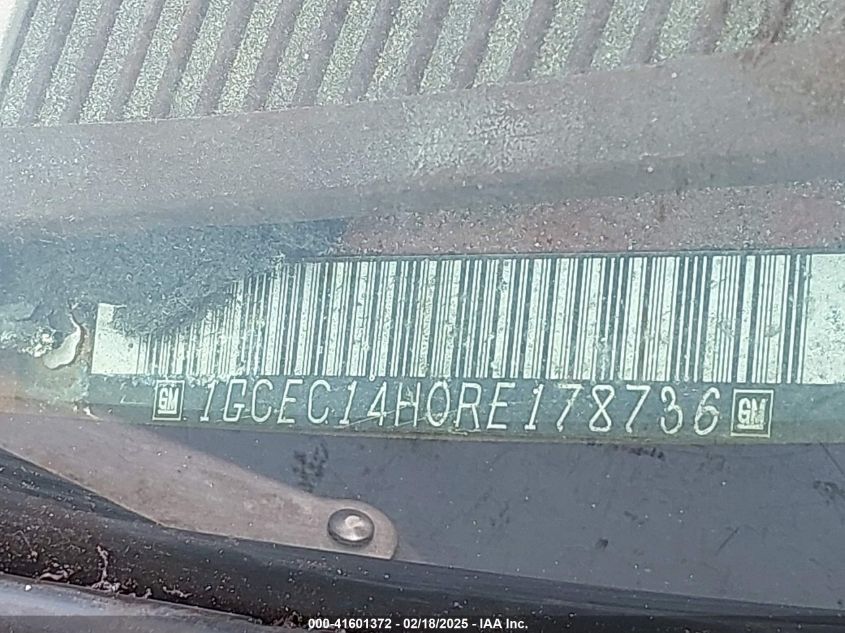 GM 1GCEC14H0RE178736 GM
000-41601372 - 02/18/2025 - IAA Inc.